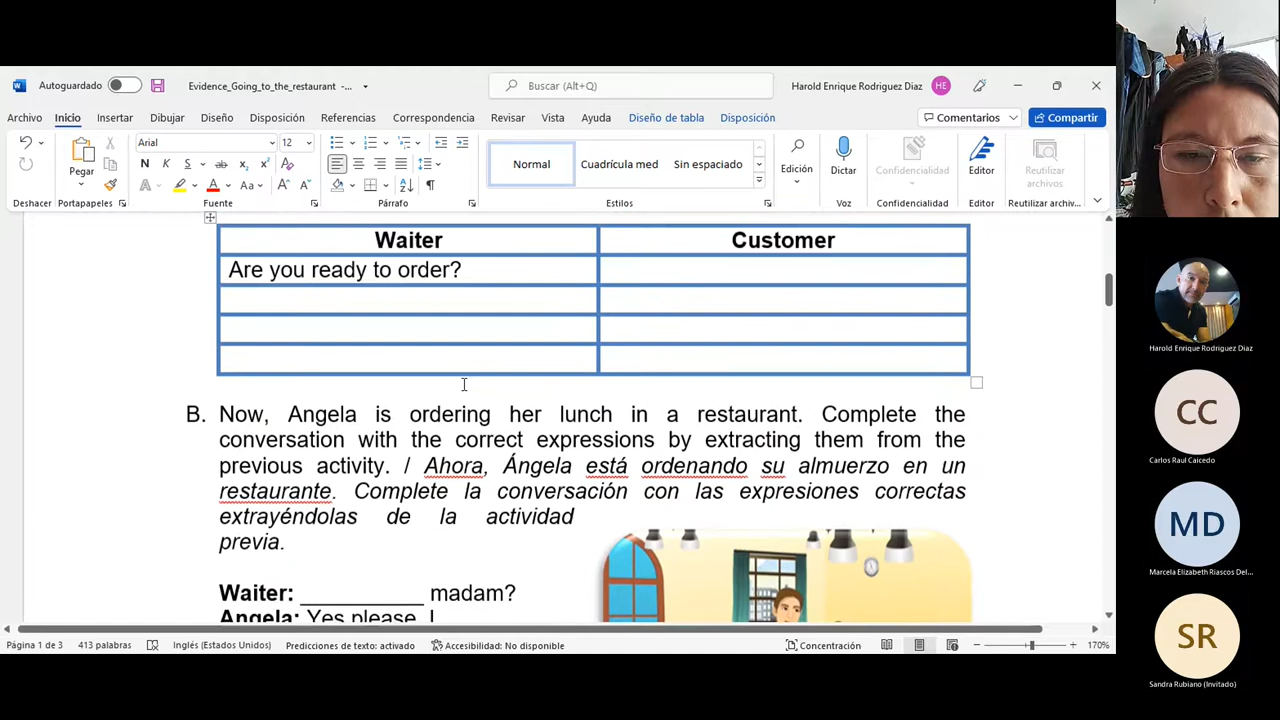 Autoguardado
Evidence_Going_to_the_restaurant -...
Buscar (Alt+Q)
Harold Enrique Rodriguez Diaz
HE
Archivo Inicio Insertar Dibujar Diseño Disposición Referencias Correspondencia Revisar Vista Ayuda Diseño de tabla Disposición
Comentarios
Compartir
Pegar
Arial
12
Normal
Cuadrícula med
Sin espaciado
Edición
Dictar
Confidencialidad
Editor
Reutilizar
archivos
Deshacer Portapapeles Fuente Párrafo Estilos Voz Confidencialidad Editor Reutilizar archiv...
Waiter Customer
Are you ready to order?
B. Now, Angela is ordering her lunch in a restaurant. Complete the
conversation with the correct expressions by extracting them from the
previous activity. / Ahora, Ángela está ordenando su almuerzo en un
restaurante. Complete la conversación con las expresiones correctas
extrayéndolas de la actividad
previa.
Waiter: __________ madam?
Angela: Yes please, I
Página 1 de 3
413 palabras
Inglés (Estados Unidos)
Predicciones de texto: activado
Accesibilidad: No disponible
Concentración
170%
Harold Enrique Rodriguez Diaz
CC
Carlos Raul Caicedo
MD
Marcela Elizabeth Riascos Del...
SR
Sandra Rubiano (Invitado)